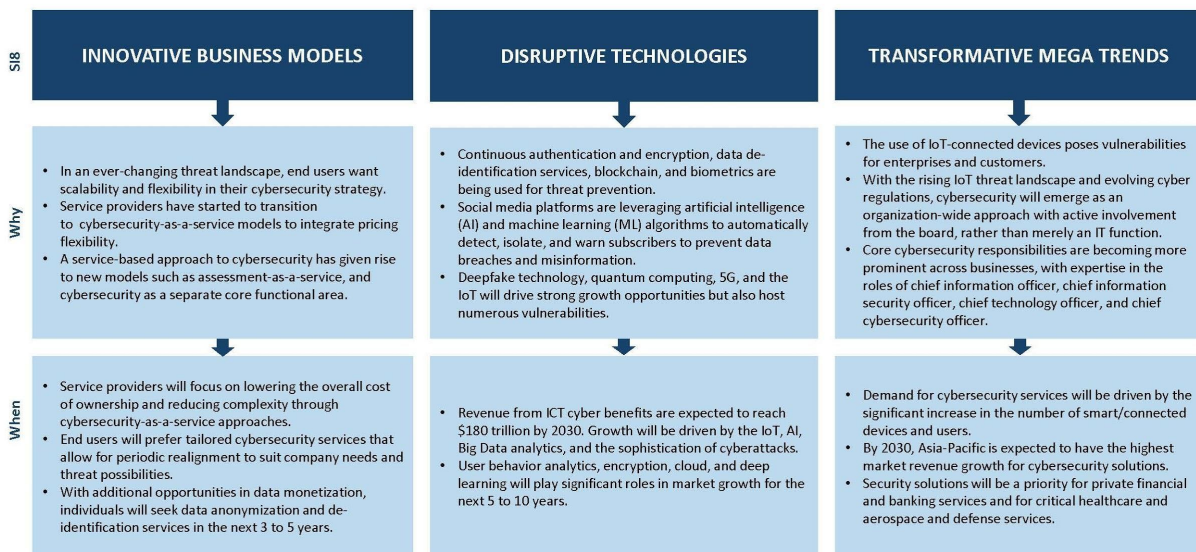 SI8
INNOVATIVE BUSINESS MODELS
DISRUPTIVE TECHNOLOGIES
TRANSFORMATIVE MEGA TRENDS
Why
• In an ever-changing threat landscape, end users want
scalability and flexibility in their cybersecurity strategy.
• Service providers have started to transition
to cybersecurity-as-a-service models to integrate pricing
flexibility.
• A service-based approach to cybersecurity has given rise
to new models such as assessment-as-a-service, and
cybersecurity as a separate core functional area.
• Continuous authentication and encryption, data de-
identification services, blockchain, and biometrics are
being used for threat prevention.
• Social media platforms are leveraging artificial intelligence
(AI) and machine learning (ML) algorithms to automatically
detect, isolate, and warn subscribers to prevent data
breaches and misinformation.
• Deepfake technology, quantum computing, 5G, and the
IoT will drive strong growth opportunities but also host
numerous vulnerabilities.
• The use of IoT-connected devices poses vulnerabilities
for enterprises and customers.
• With the rising IoT threat landscape and evolving cyber
regulations, cybersecurity will emerge as an
organization-wide approach with active involvement
from the board, rather than merely an IT function.
• Core cybersecurity responsibilities are becoming more
prominent across businesses, with expertise in the
roles of chief information officer, chief information
security officer, chief technology officer, and chief
cybersecurity officer.
When
• Service providers will focus on lowering the overall cost
of ownership and reducing complexity through
cybersecurity-as-a-service approaches.
• End users will prefer tailored cybersecurity services that
allow for periodic realignment to suit company needs and
threat possibilities.
• With additional opportunities in data monetization,
individuals will seek data anonymization and de-
identification services in the next 3 to 5 years.
• Revenue from ICT cyber benefits are expected to reach
$180 trillion by 2030. Growth will be driven by the IoT, AI,
Big Data analytics, and the sophistication of cyberattacks.
• User behavior analytics, encryption, cloud, and deep
learning will play significant roles in market growth for the
next 5 to 10 years.
• Demand for cybersecurity services will be driven by the
significant increase in the number of smart/connected
devices and users.
• By 2030, Asia-Pacific is expected to have the highest
market revenue growth for cybersecurity solutions.
• Security solutions will be a priority for private financial
and banking services and for critical healthcare and
aerospace and defense services.